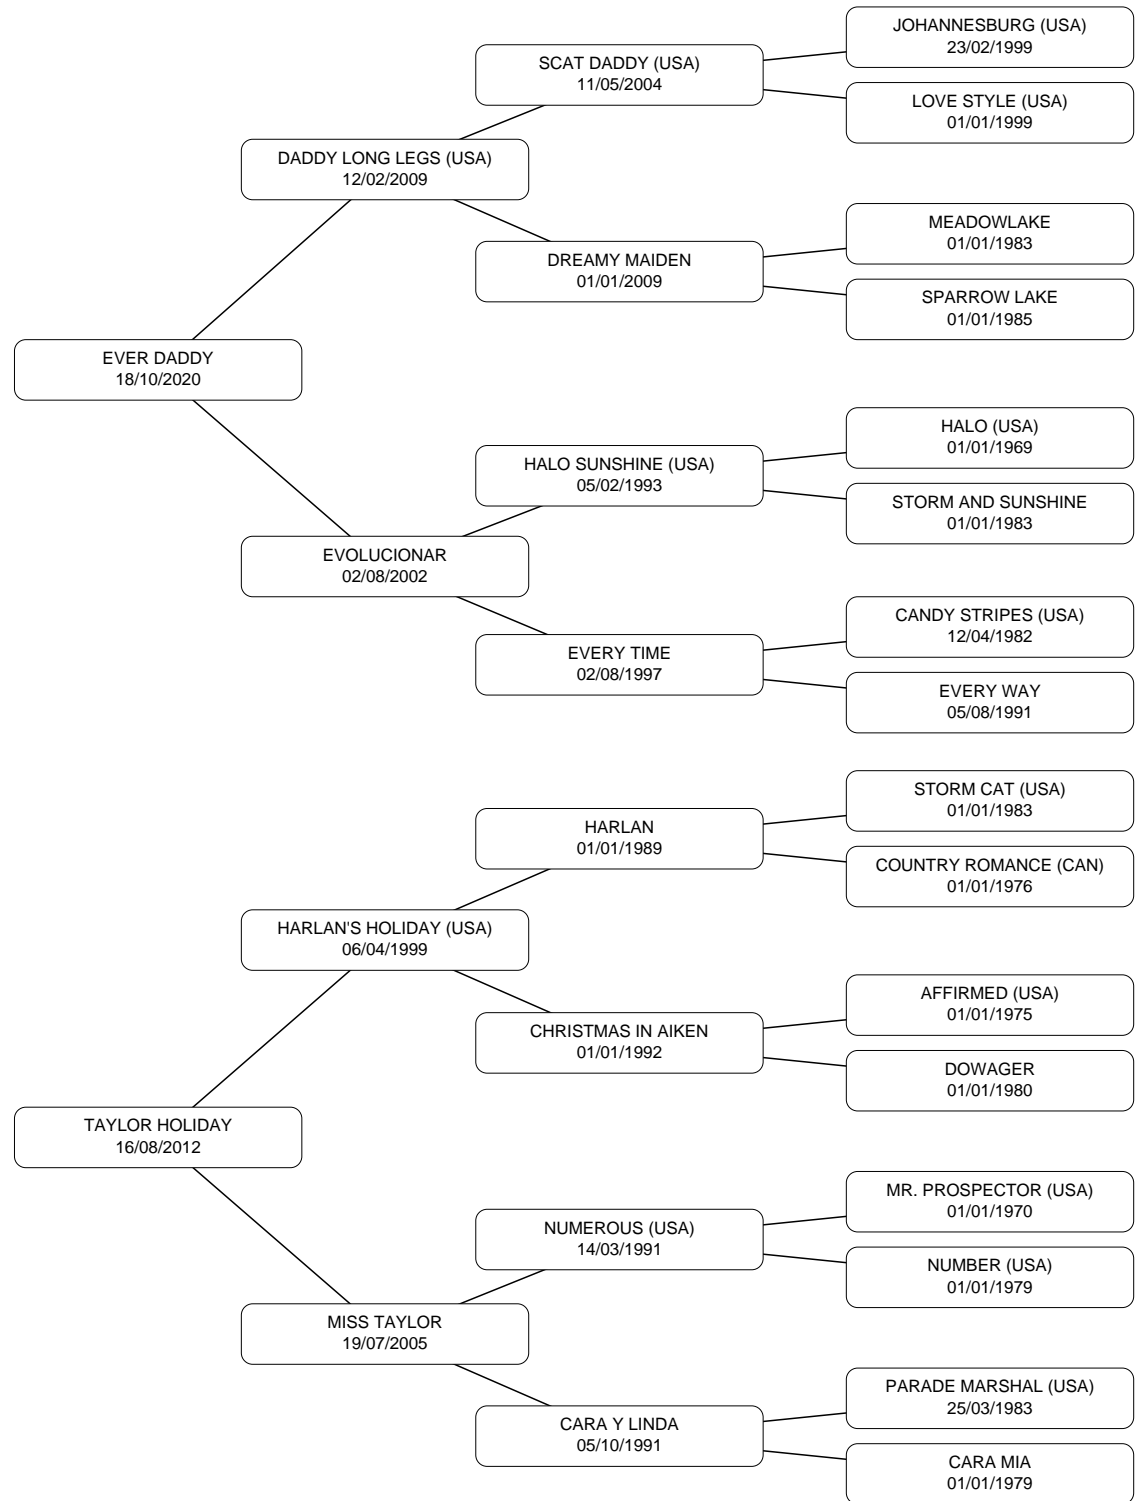 JOHANNESBURG (USA)
23/02/1999
SCAT DADDY (USA)
11/05/2004
LOVE STYLE (USA)
01/01/1999
DADDY LONG LEGS (USA)
12/02/2009
MEADOWLAKE
01/01/1983
DREAMY MAIDEN
01/01/2009
SPARROW LAKE
01/01/1985
EVER DADDY
18/10/2020
HALO (USA)
01/01/1969
HALO SUNSHINE (USA)
05/02/1993
STORM AND SUNSHINE
01/01/1983
EVOLUCIONAR
02/08/2002
CANDY STRIPES (USA)
12/04/1982
EVERY TIME
02/08/1997
EVERY WAY
05/08/1991
STORM CAT (USA)
01/01/1983
HARLAN
01/01/1989
COUNTRY ROMANCE (CAN)
01/01/1976
HARLAN'S HOLIDAY (USA)
06/04/1999
AFFIRMED (USA)
01/01/1975
CHRISTMAS IN AIKEN
01/01/1992
DOWAGER
01/01/1980
TAYLOR HOLIDAY
16/08/2012
MR. PROSPECTOR (USA)
01/01/1970
NUMEROUS (USA)
14/03/1991
NUMBER (USA)
01/01/1979
MISS TAYLOR
19/07/2005
PARADE MARSHAL (USA)
25/03/1983
CARA Y LINDA
05/10/1991
CARA MIA
01/01/1979